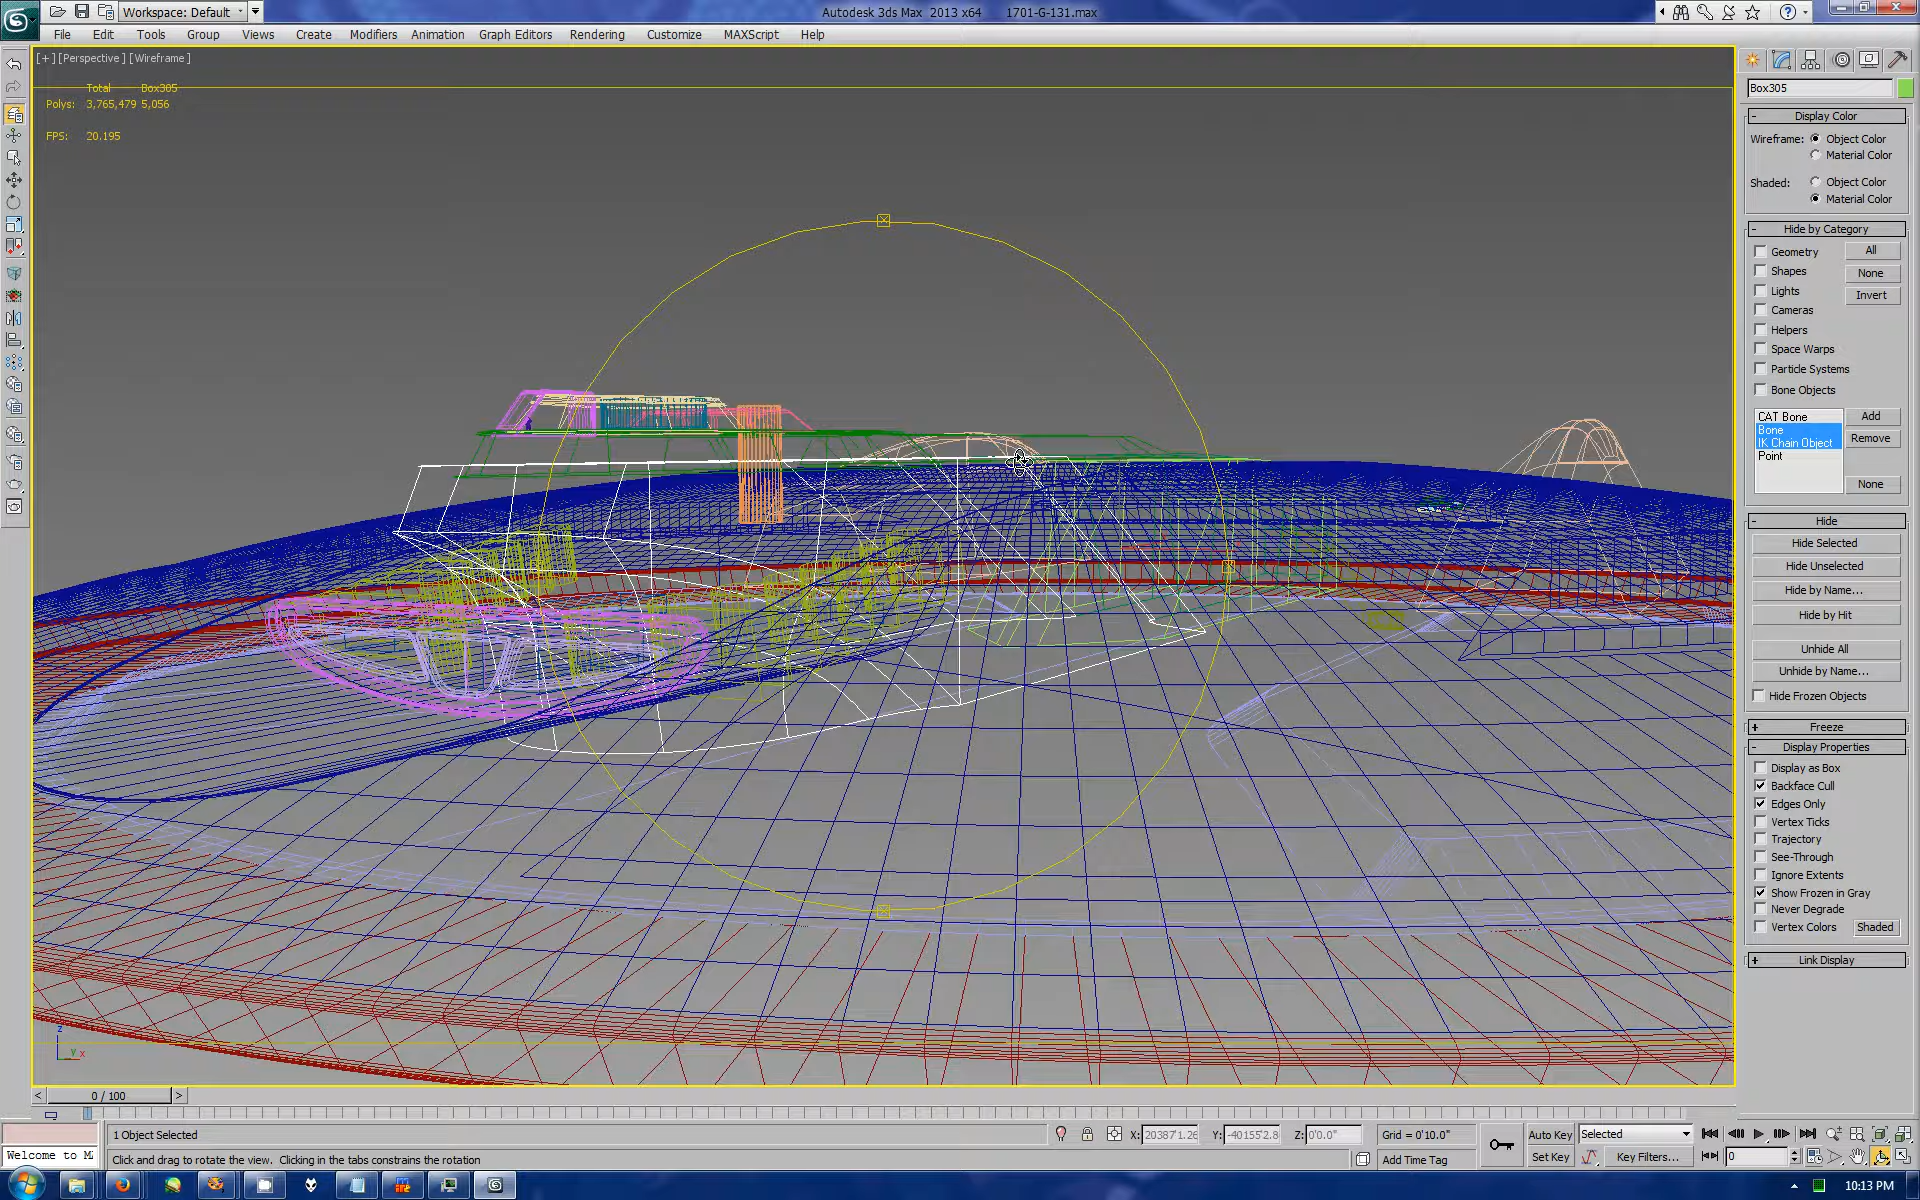 Workspace: Default
Autodesk 3ds Max 2013 x64 1701-G-131.max
File Edit Tools Group Views Create Modifiers Animation Graph Editors Rendering Customize MAXScript Help
[+] [Perspective ] [Wireframe ]
Total Box305
Polys: 3,765,479 5,056
FPS: 20.195
z
y x
Box305
- Display Color
Wireframe: Object Color
Material Color
Shaded: Object Color
Material Color
- Hide by Category
Geometry All
Shapes None
Lights Invert
Cameras
Helpers
Space Warps
Particle Systems
Bone Objects
CAT Bone Add
Bone
IK Chain Object Remove
Point
None
- Hide
Hide Selected
Hide Unselected
Hide by Name...
Hide by Hit
Unhide All
Unhide by Name...
Hide Frozen Objects
+ Freeze
- Display Properties
Display as Box
Backface Cull
Edges Only
Vertex Ticks
Trajectory
See-Through
Ignore Extents
Show Frozen in Gray
Never Degrade
Vertex Colors Shaded
+ Link Display
< 0 / 100 >
1 Object Selected X: 20387'1.26 Y: -40155'2.8 Z: 0'0.0" Grid = 0'10.0" Auto Key Selected
Welcome to M
Click and drag to rotate the view. Clicking in the tabs constrains the rotation Add Time Tag Set Key Key Filters... 0
10:13 PM